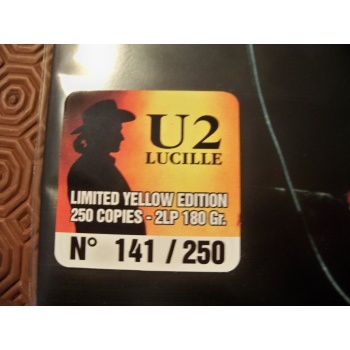 U2
LUCILLE
LIMITED YELLOW EDITION
250 COPIES - 2LP 180 Gr.
N° 141 / 250